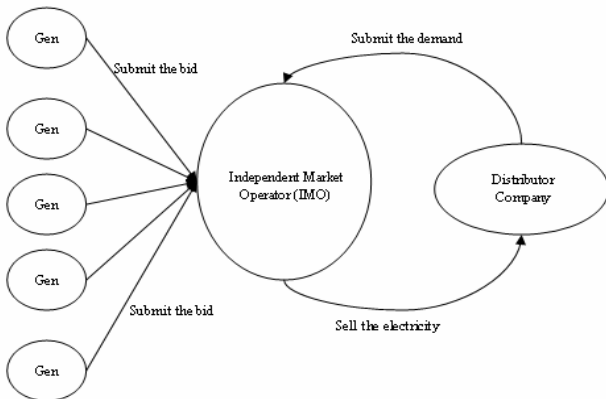 Gen
Submit the bid
Gen
Gen
Gen
Submit the bid
Gen
Independent Market
Operator (IMO)
Submit the demand
Distributor
Company
Sell the electricity